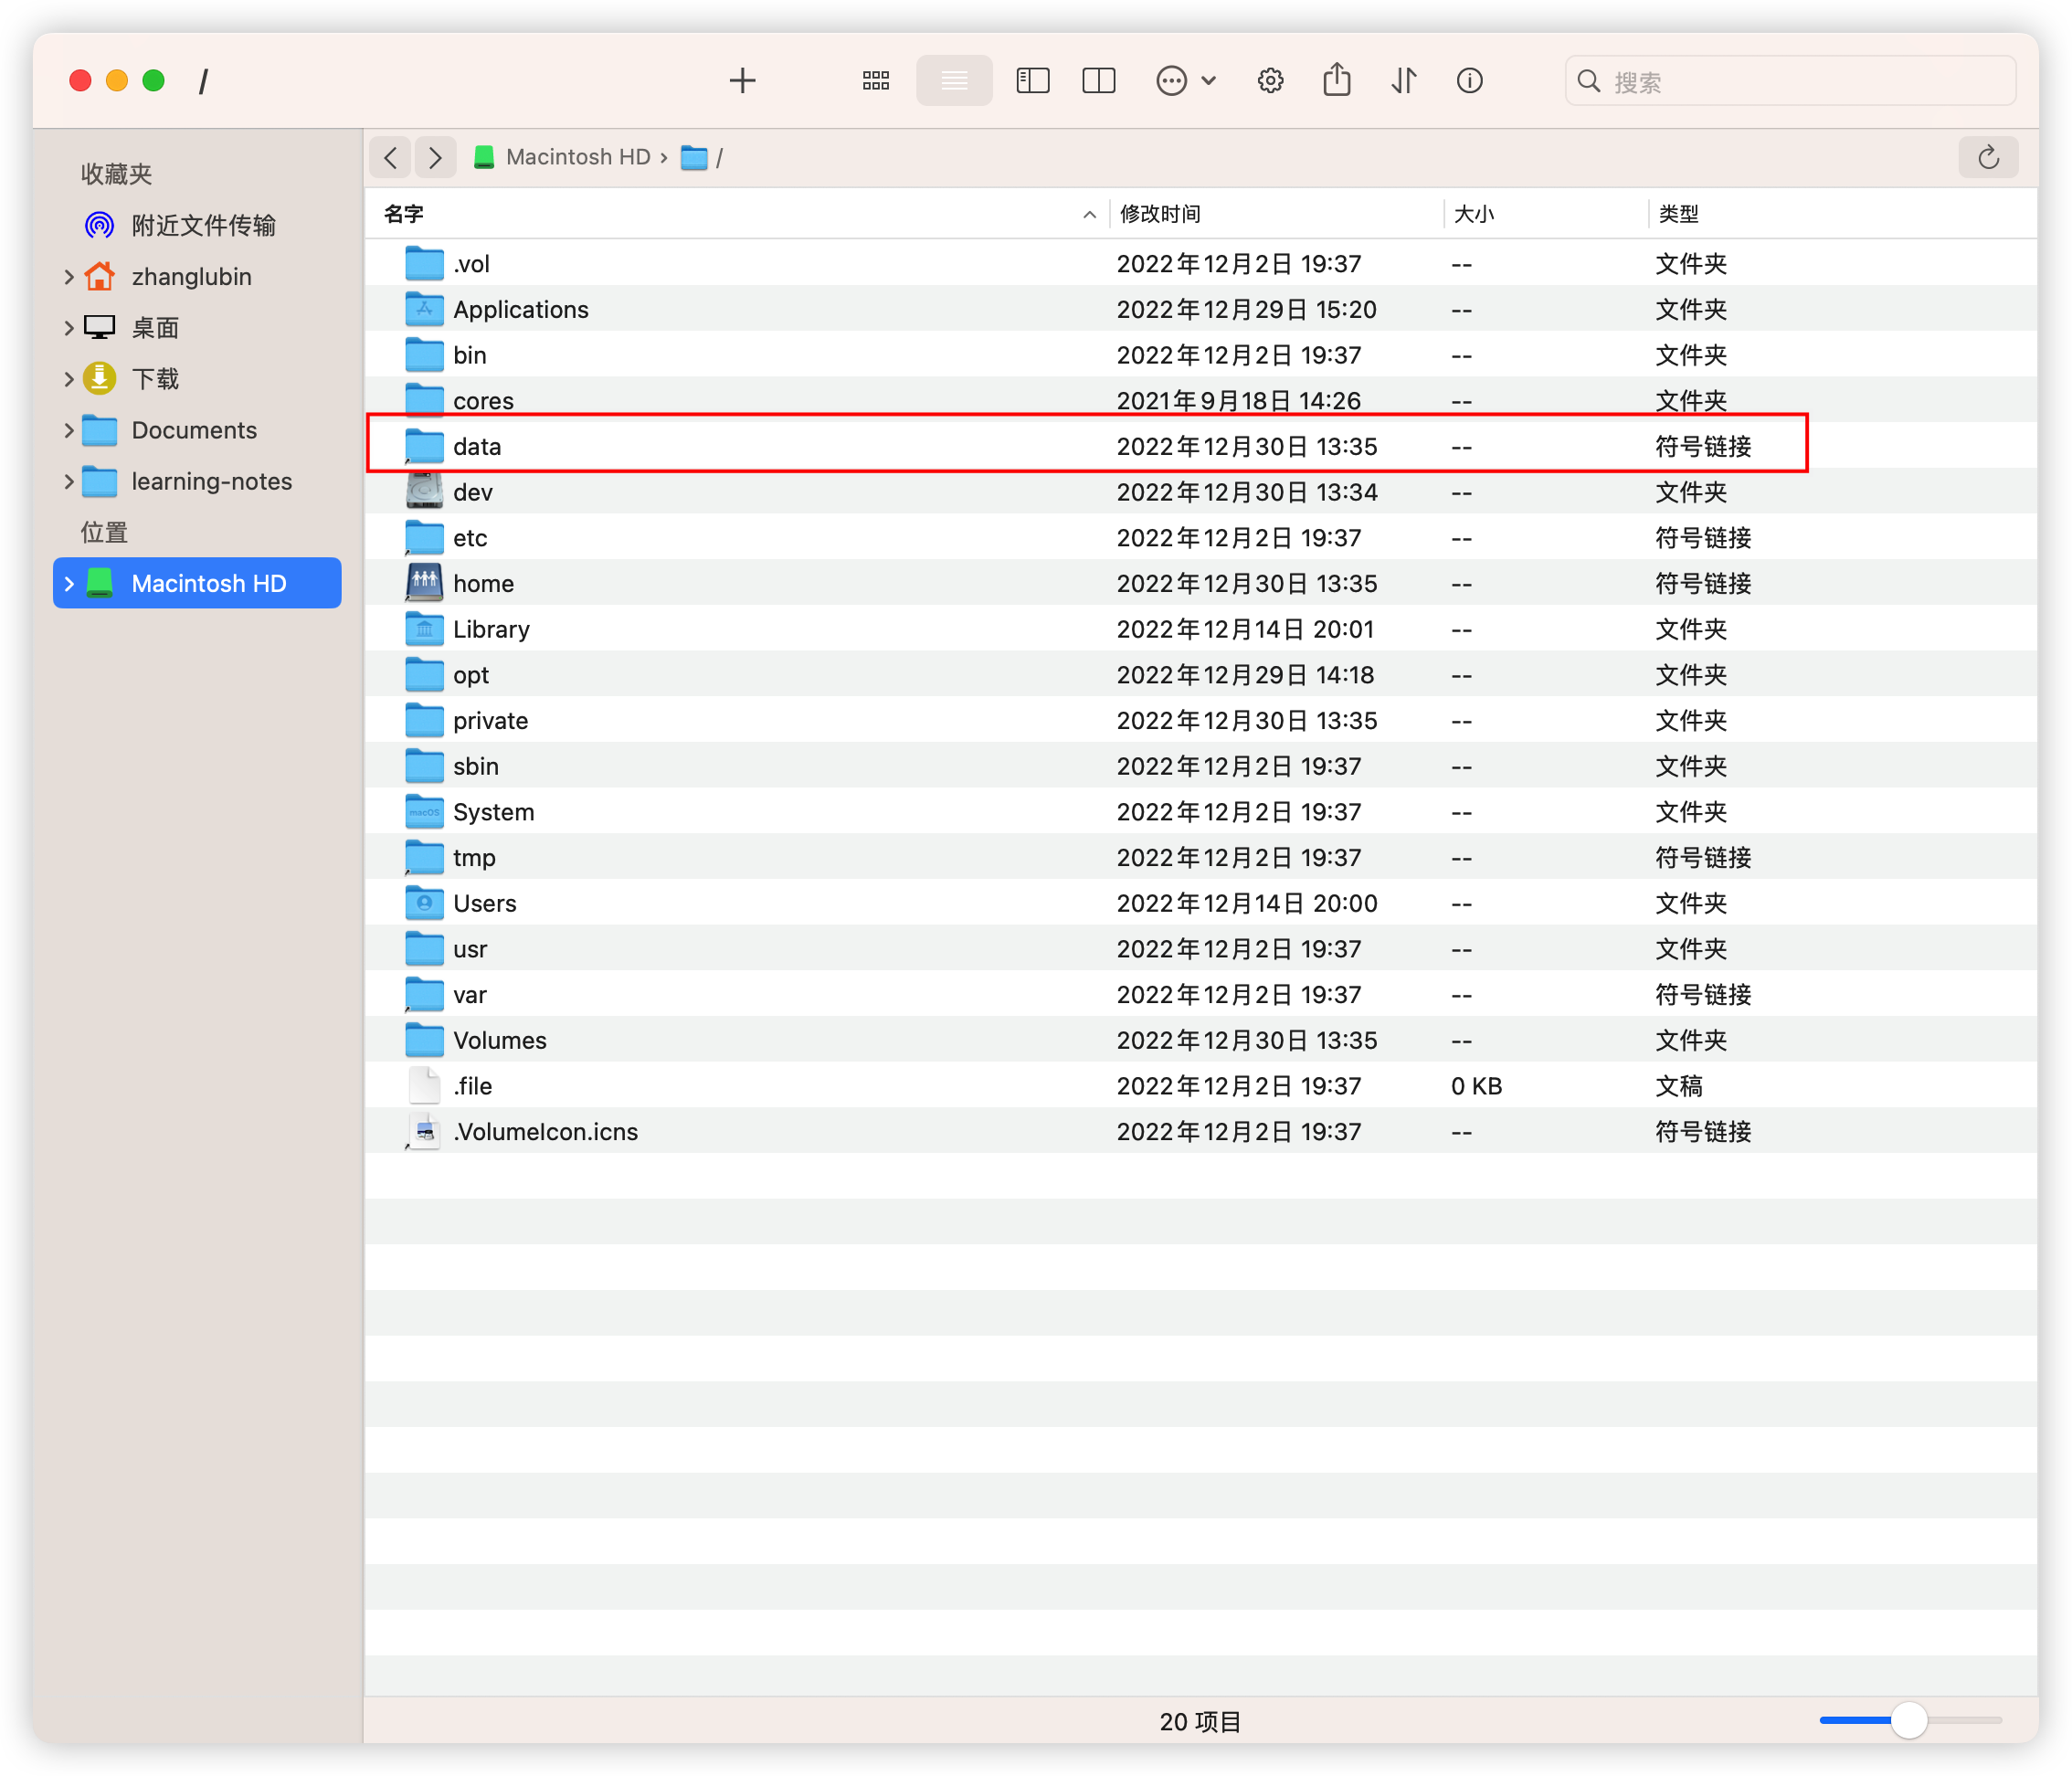 /
搜索
收藏夹
附近文件传输
zhanglubin
桌面
下载
Documents
learning-notes
位置
Macintosh HD
Macintosh HD › /
名字 修改时间 大小 类型
.vol 2022年12月2日 19:37 -- 文件夹
Applications 2022年12月29日 15:20 -- 文件夹
bin 2022年12月2日 19:37 -- 文件夹
cores 2021年9月18日 14:26 -- 文件夹
data 2022年12月30日 13:35 -- 符号链接
dev 2022年12月30日 13:34 -- 文件夹
etc 2022年12月2日 19:37 -- 符号链接
home 2022年12月30日 13:35 -- 符号链接
Library 2022年12月14日 20:01 -- 文件夹
opt 2022年12月29日 14:18 -- 文件夹
private 2022年12月30日 13:35 -- 文件夹
sbin 2022年12月2日 19:37 -- 文件夹
macOS System 2022年12月2日 19:37 -- 文件夹
tmp 2022年12月2日 19:37 -- 符号链接
Users 2022年12月14日 20:00 -- 文件夹
usr 2022年12月2日 19:37 -- 文件夹
var 2022年12月2日 19:37 -- 符号链接
Volumes 2022年12月30日 13:35 -- 文件夹
.file 2022年12月2日 19:37 0 KB 文稿
.VolumeIcon.icns 2022年12月2日 19:37 -- 符号链接
20 项目